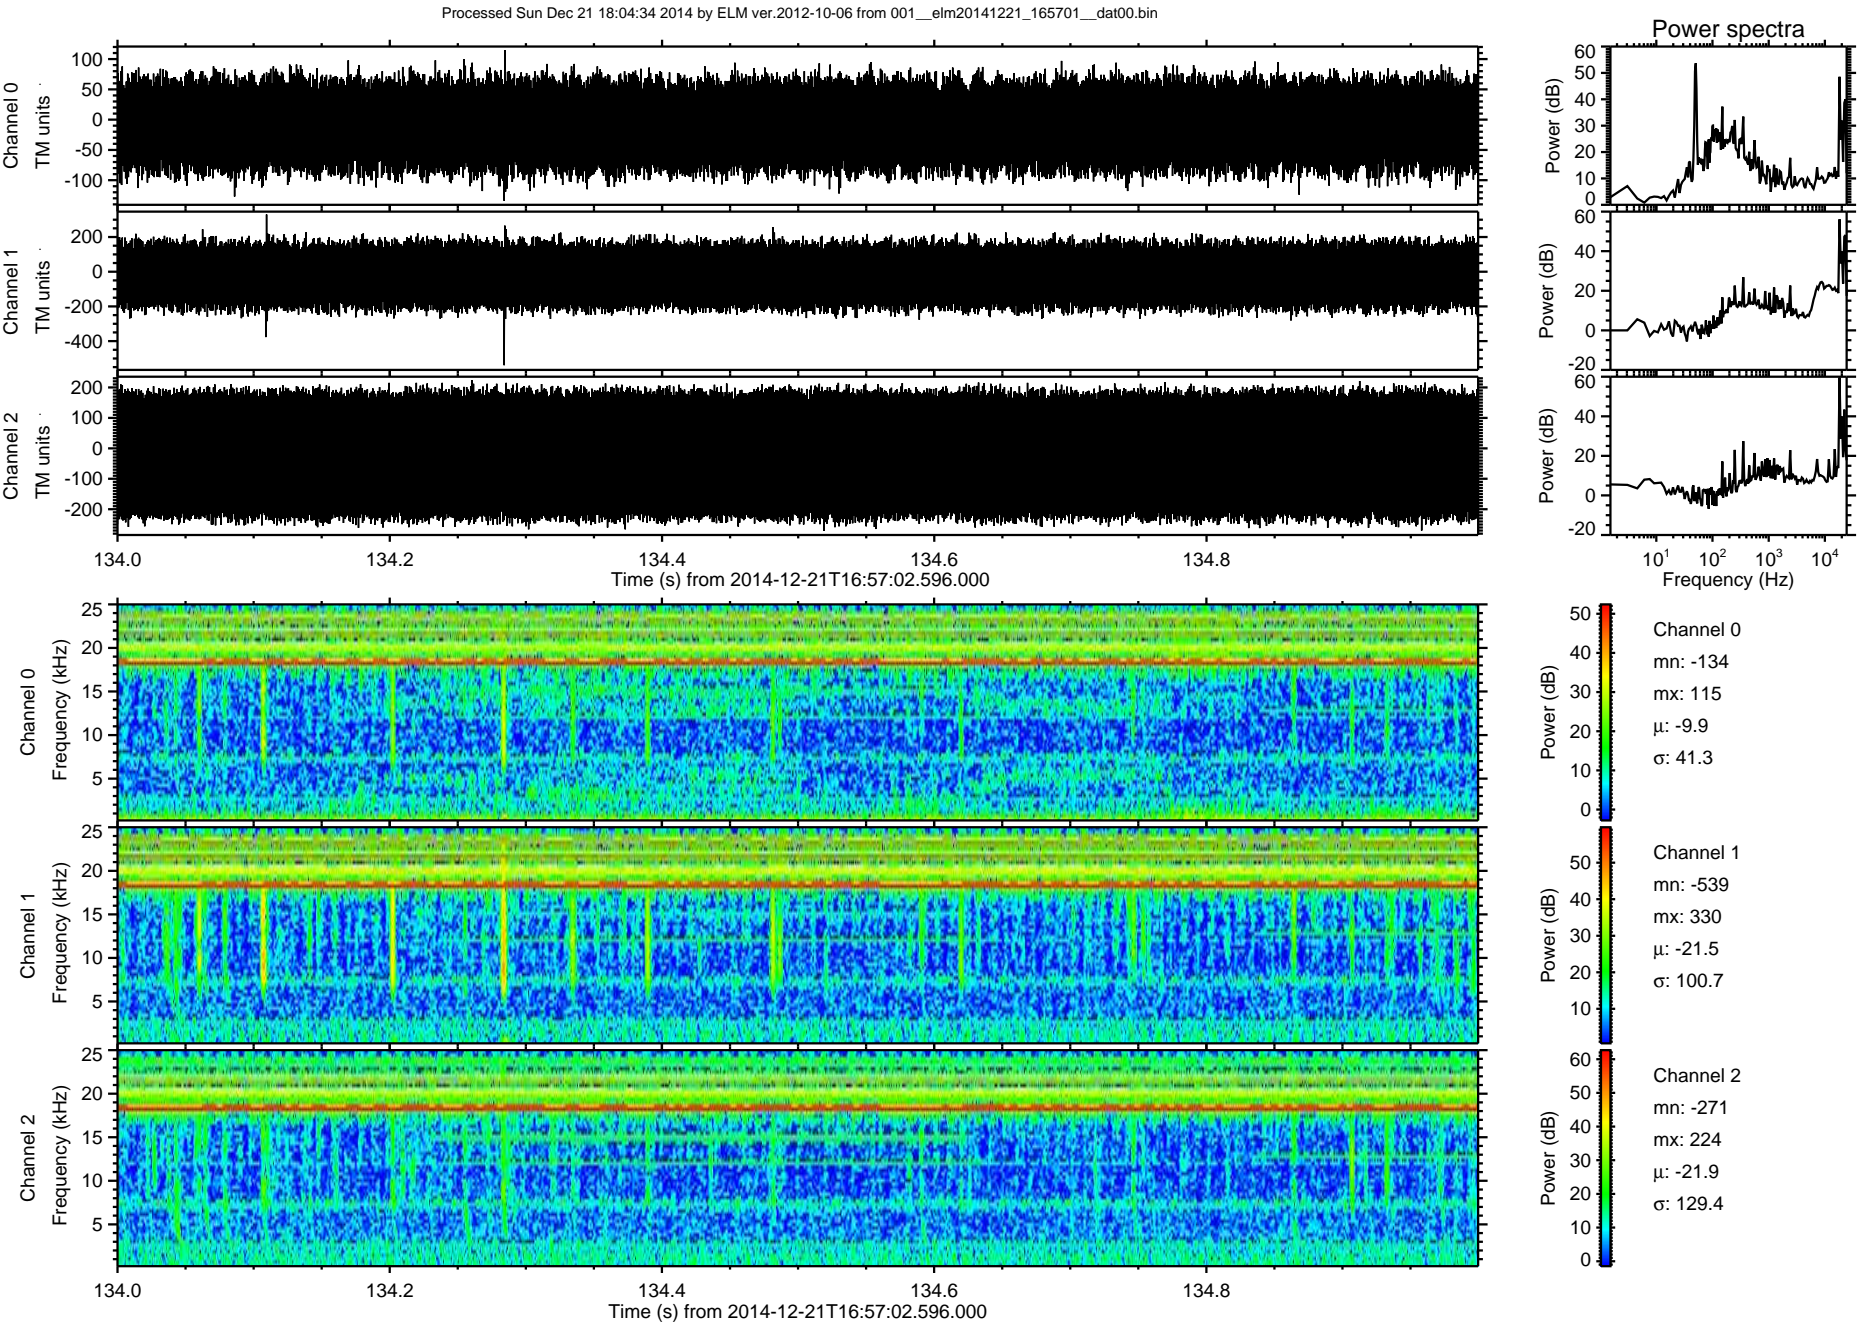 Processed Sun Dec 21 18:04:34 2014 by ELM ver.2012-10-06 from 001__elm20141221_165701__dat00.bin
Power spectra
Channel 0
TM units
100
50
0
-50
-100
Power (dB)
60
50
40
30
20
10
0
Channel 1
TM units
200
0
-200
-400
Power (dB)
60
40
20
0
-20
Channel 2
TM units
200
100
0
-100
-200
Power (dB)
60
40
20
0
-20
134.0 134.2 134.4 134.6 134.8
Time (s) from 2014-12-21T16:57:02.596.000
10¹ 10² 10³ 10⁴
Frequency (Hz)
Channel 0
Frequency (kHz)
25
20
15
10
5
Power (dB)
50
40
30
20
10
0
Channel 0
mn: -134
mx: 115
μ: -9.9
σ: 41.3
Channel 1
Frequency (kHz)
25
20
15
10
5
Power (dB)
50
40
30
20
10
Channel 1
mn: -539
mx: 330
μ: -21.5
σ: 100.7
Channel 2
Frequency (kHz)
25
20
15
10
5
Power (dB)
60
50
40
30
20
10
0
Channel 2
mn: -271
mx: 224
μ: -21.9
σ: 129.4
134.0 134.2 134.4 134.6 134.8
Time (s) from 2014-12-21T16:57:02.596.000